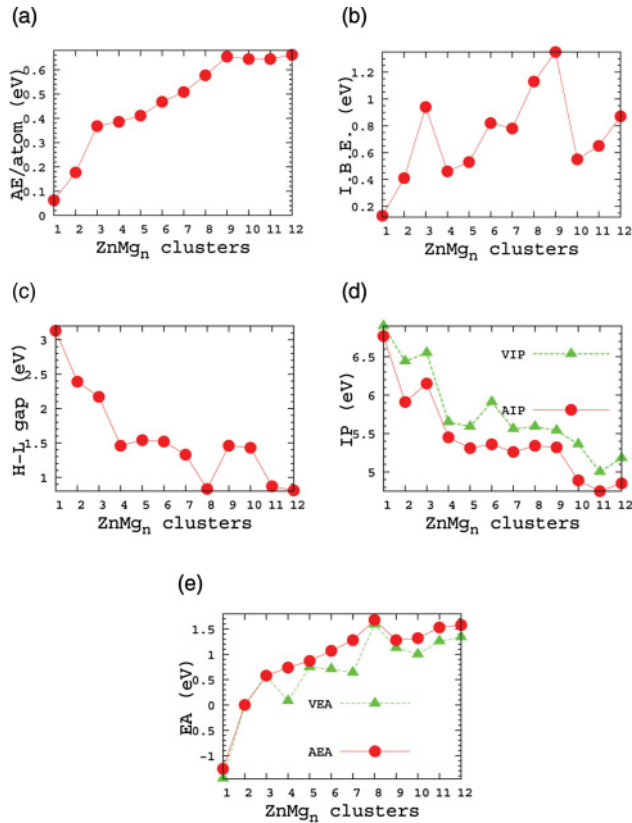 (a)
AE/atom (eV)
0.6
0.5
0.4
0.3
0.2
0.1
0
1 2 3 4 5 6 7 8 9 10 11 12
ZnMgn clusters
(b)
I.B.E. (eV)
1.2
1
0.8
0.6
0.4
0.2
1 2 3 4 5 6 7 8 9 10 11 12
ZnMgn clusters
(c)
H-L gap (eV)
3
2.5
2
1.5
1
1 2 3 4 5 6 7 8 9 10 11 12
ZnMgn clusters
(d)
IP (eV)
6.5
6
5.5
5
VIP
AIP
1 2 3 4 5 6 7 8 9 10 11 12
ZnMgn clusters
(e)
EA (eV)
1.5
1
0.5
0
-1
VEA
AEA
1 2 3 4 5 6 7 8 9 10 11 12
ZnMgn clusters